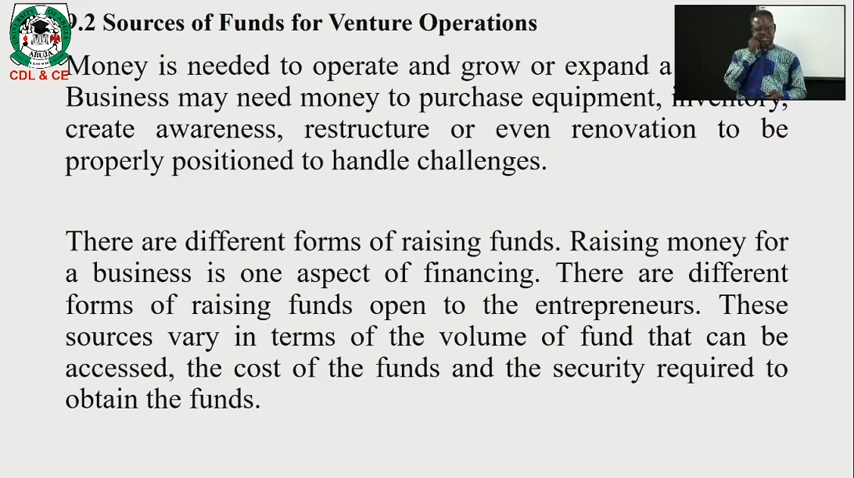 9.2 Sources of Funds for Venture Operations
Money is needed to operate and grow or expand a
Business may need money to purchase equipment, inventory,
create awareness, restructure or even renovation to be
properly positioned to handle challenges.
There are different forms of raising funds. Raising money for
a business is one aspect of financing. There are different
forms of raising funds open to the entrepreneurs. These
sources vary in terms of the volume of fund that can be
accessed, the cost of the funds and the security required to
obtain the funds.
ABUJA
CDL & CE